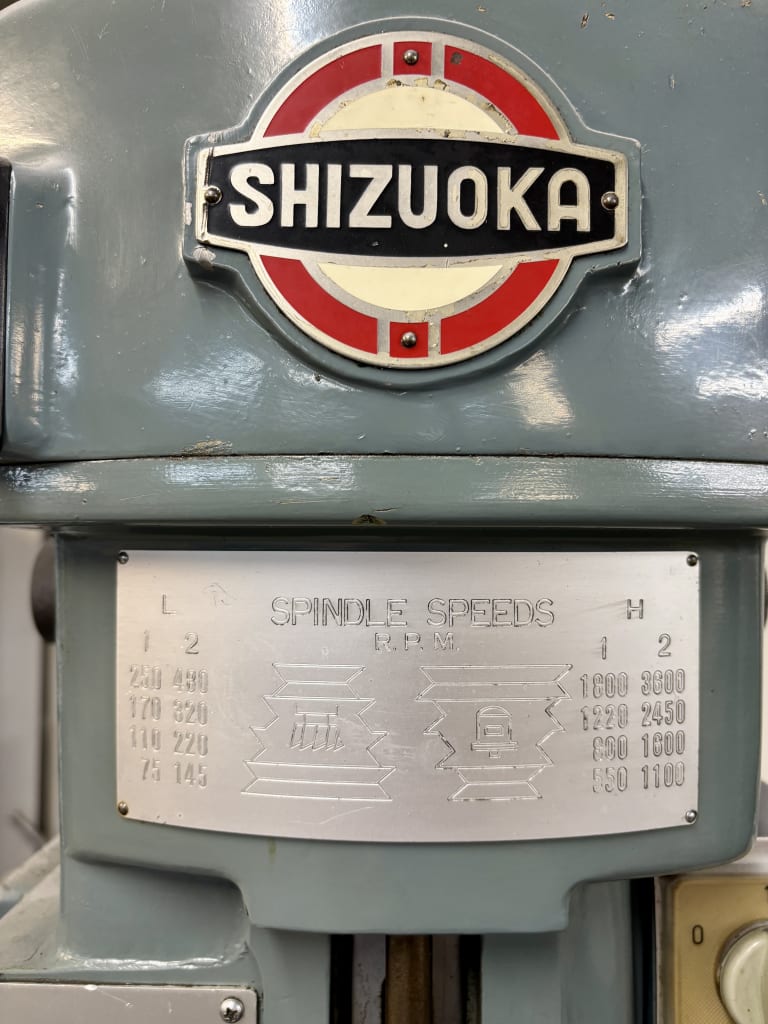 SHIZUOKA
L SPINDLE SPEEDS H
1 2 R.P.M. 1 2
250 490 1800 3600
170 320 1220 2450
110 220 800 1600
75 145 550 1100
0